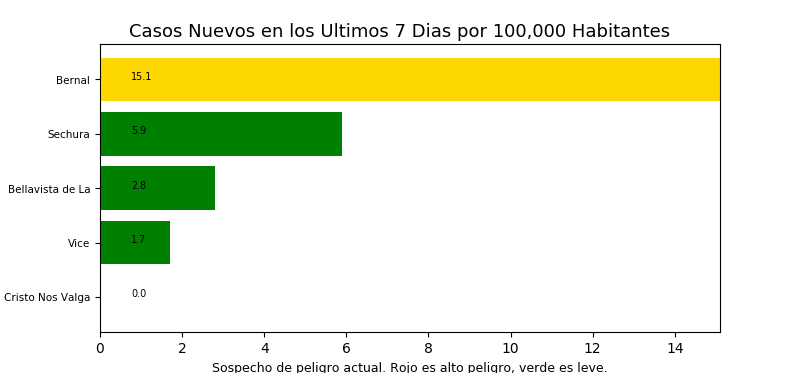 Casos Nuevos en los Ultimos 7 Dias por 100,000 Habitantes
Bernal 15.1
Sechura 5.9
Bellavista de La 2.8
Vice 1.7
Cristo Nos Valga 0.0
0 2 4 6 8 10 12 14
Sospecho de peligro actual. Rojo es alto peligro, verde es leve.